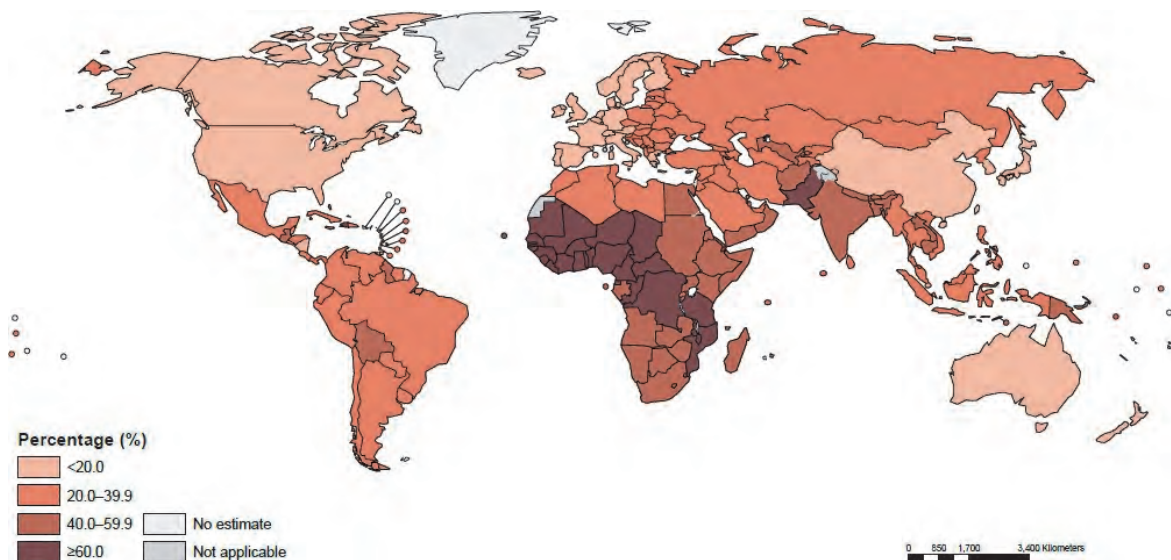 Percentage (%)
<20.0
20.0–39.9
40.0–59.9
≥60.0
No estimate
Not applicable
0 850 1,700 3,400 Kilometers